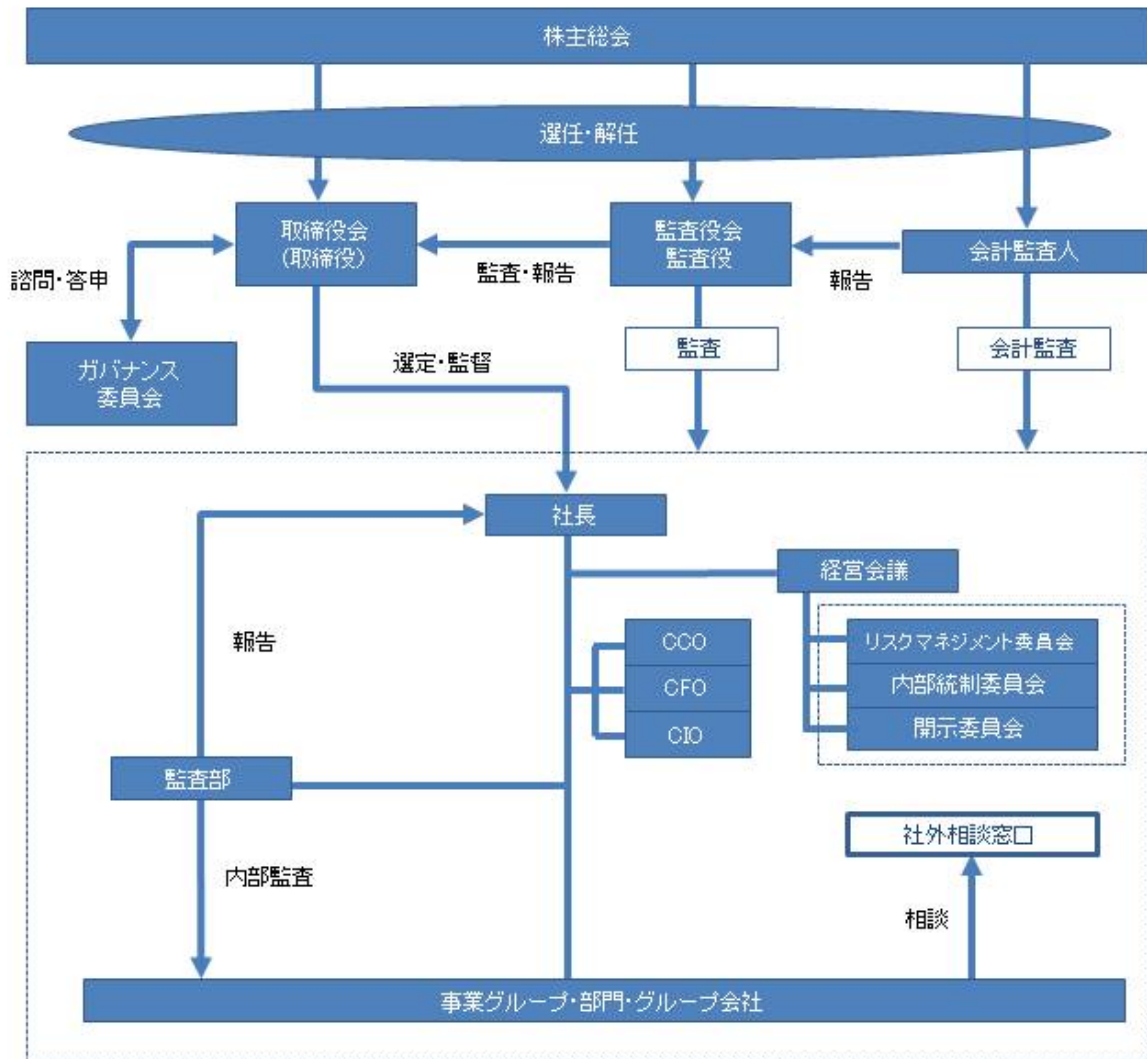 株主総会
選任・解任
取締役会
(取締役)
監査役会
監査役
会計監査人
諮問・答申
監査・報告
報告
ガバナンス
委員会
選定・監督
監査
会計監査
社長
経営会議
報告
CCO
CFO
CIO
リスクマネジメント委員会
内部統制委員会
開示委員会
監査部
社外相談窓口
内部監査
相談
事業グループ・部門・グループ会社